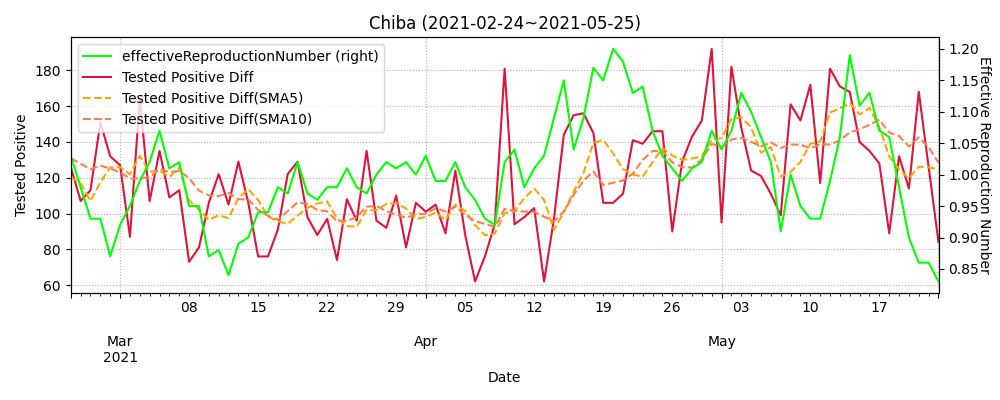 Chiba (2021-02-24~2021-05-25)
effectiveReproductionNumber (right)
Tested Positive Diff
Tested Positive Diff(SMA5)
Tested Positive Diff(SMA10)
Tested Positive
180
160
140
120
100
80
60
1.20
1.15
1.10
1.05
1.00
0.95
0.90
0.85
Effective Reproduction Number
08 15 22 29 05 12 19 26 03 10 17
Mar Apr May
2021
Date